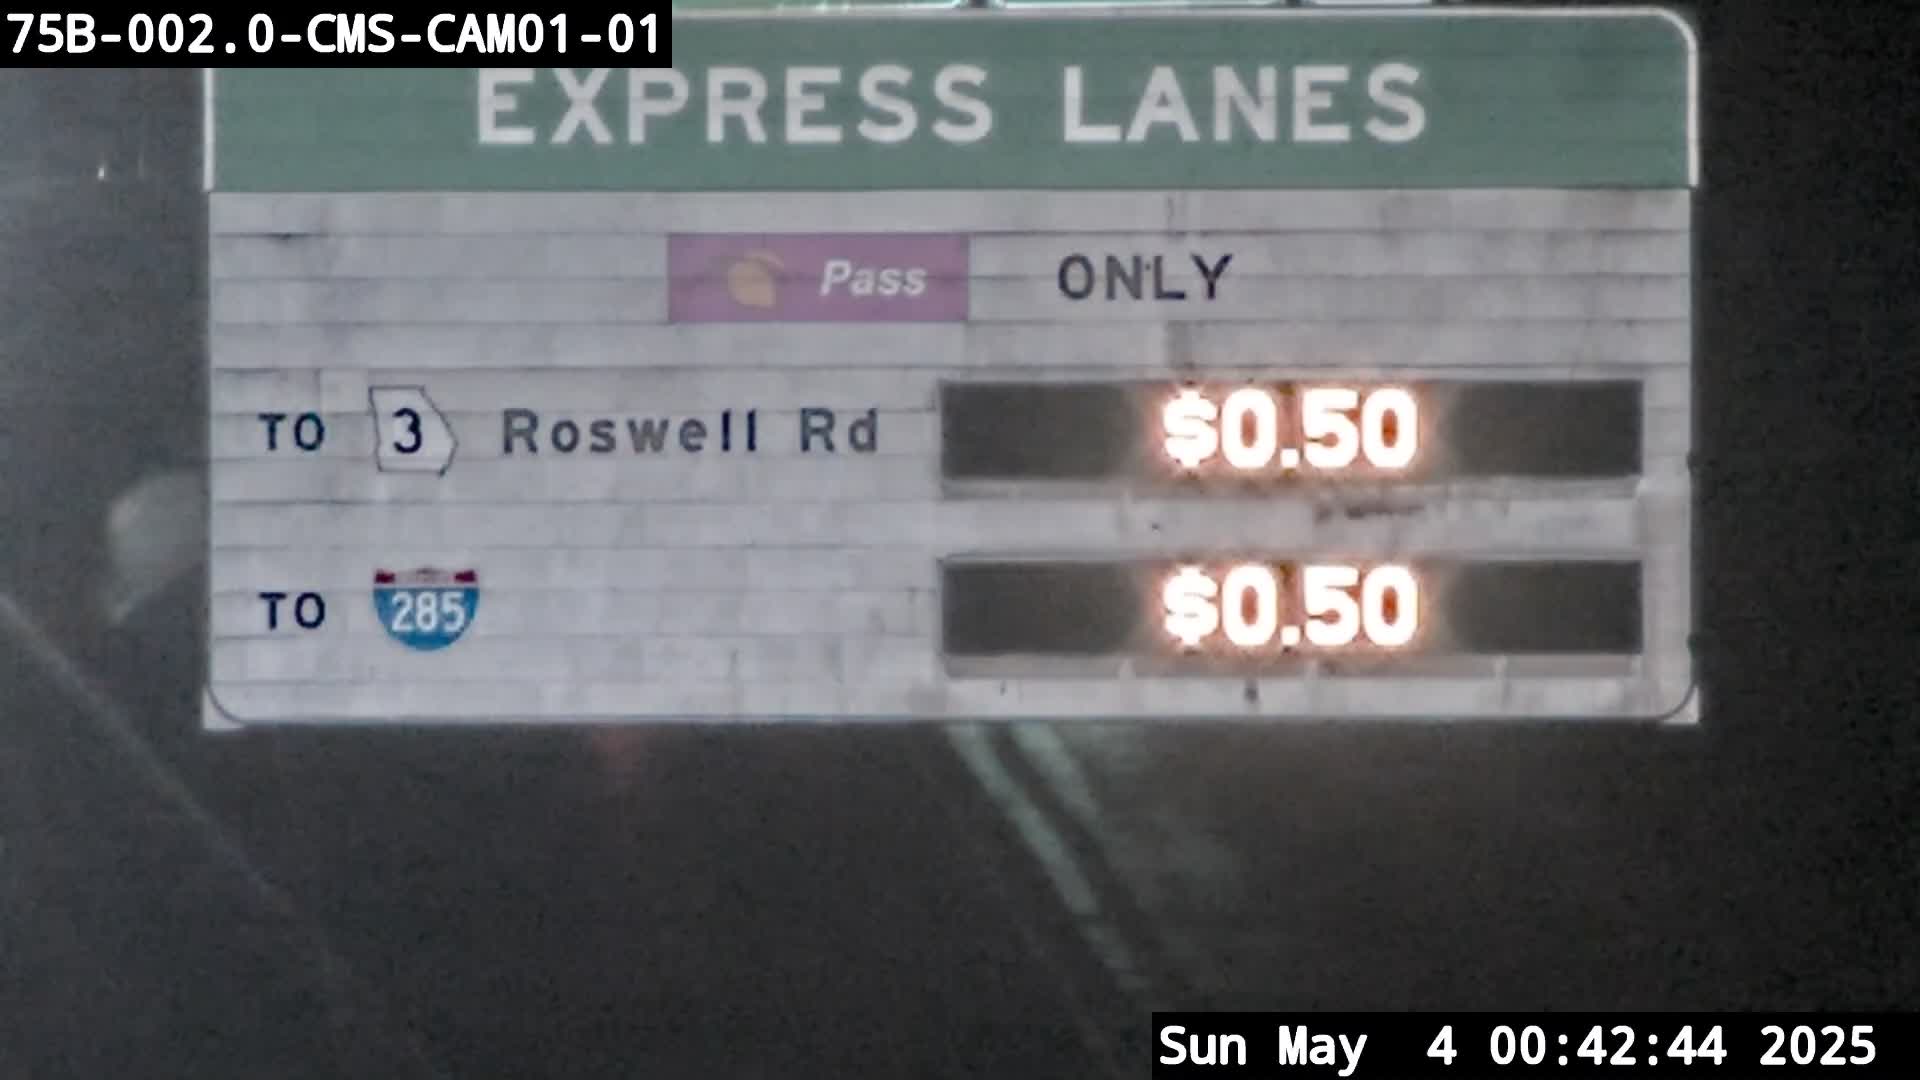 75B-002.0-CMS-CAM01-01
EXPRESS LANES
Pass ONLY
TO 3 Roswell Rd $0.50
TO 285 $0.50
Sun May 4 00:42:44 2025